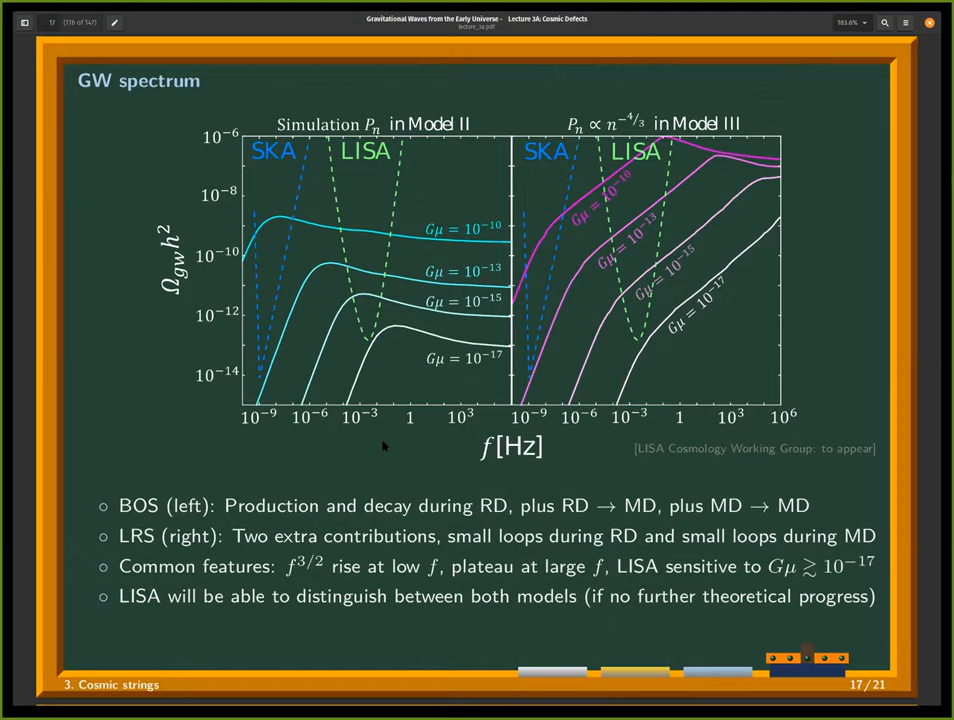 17 (116 of 147)
Gravitational Waves from the Early Universe - Lecture 3A: Cosmic Defects
lecture_3a.pdf
183.6%
GW spectrum
Simulation Pₙ in Model II
Pₙ ∝ n^{-4/3} in Model III
SKA
LISA
SKA
LISA
10⁻⁶
10⁻⁸
10⁻¹⁰
10⁻¹²
10⁻¹⁴
Ω_{gw}h²
Gμ = 10⁻¹⁰
Gμ = 10⁻¹³
Gμ = 10⁻¹⁵
Gμ = 10⁻¹⁷
Gμ = 10⁻¹⁰
Gμ = 10⁻¹³
Gμ = 10⁻¹⁵
Gμ = 10⁻¹⁷
10⁻⁹ 10⁻⁶ 10⁻³ 1 10³ 10⁻⁹ 10⁻⁶ 10⁻³ 1 10³ 10⁶
f[Hz]
[LISA Cosmology Working Group: to appear]
○ BOS (left): Production and decay during RD, plus RD → MD, plus MD → MD
○ LRS (right): Two extra contributions, small loops during RD and small loops during MD
○ Common features: f^{3/2} rise at low f, plateau at large f, LISA sensitive to Gμ ≳ 10⁻¹⁷
○ LISA will be able to distinguish between both models (if no further theoretical progress)
3. Cosmic strings
17/21